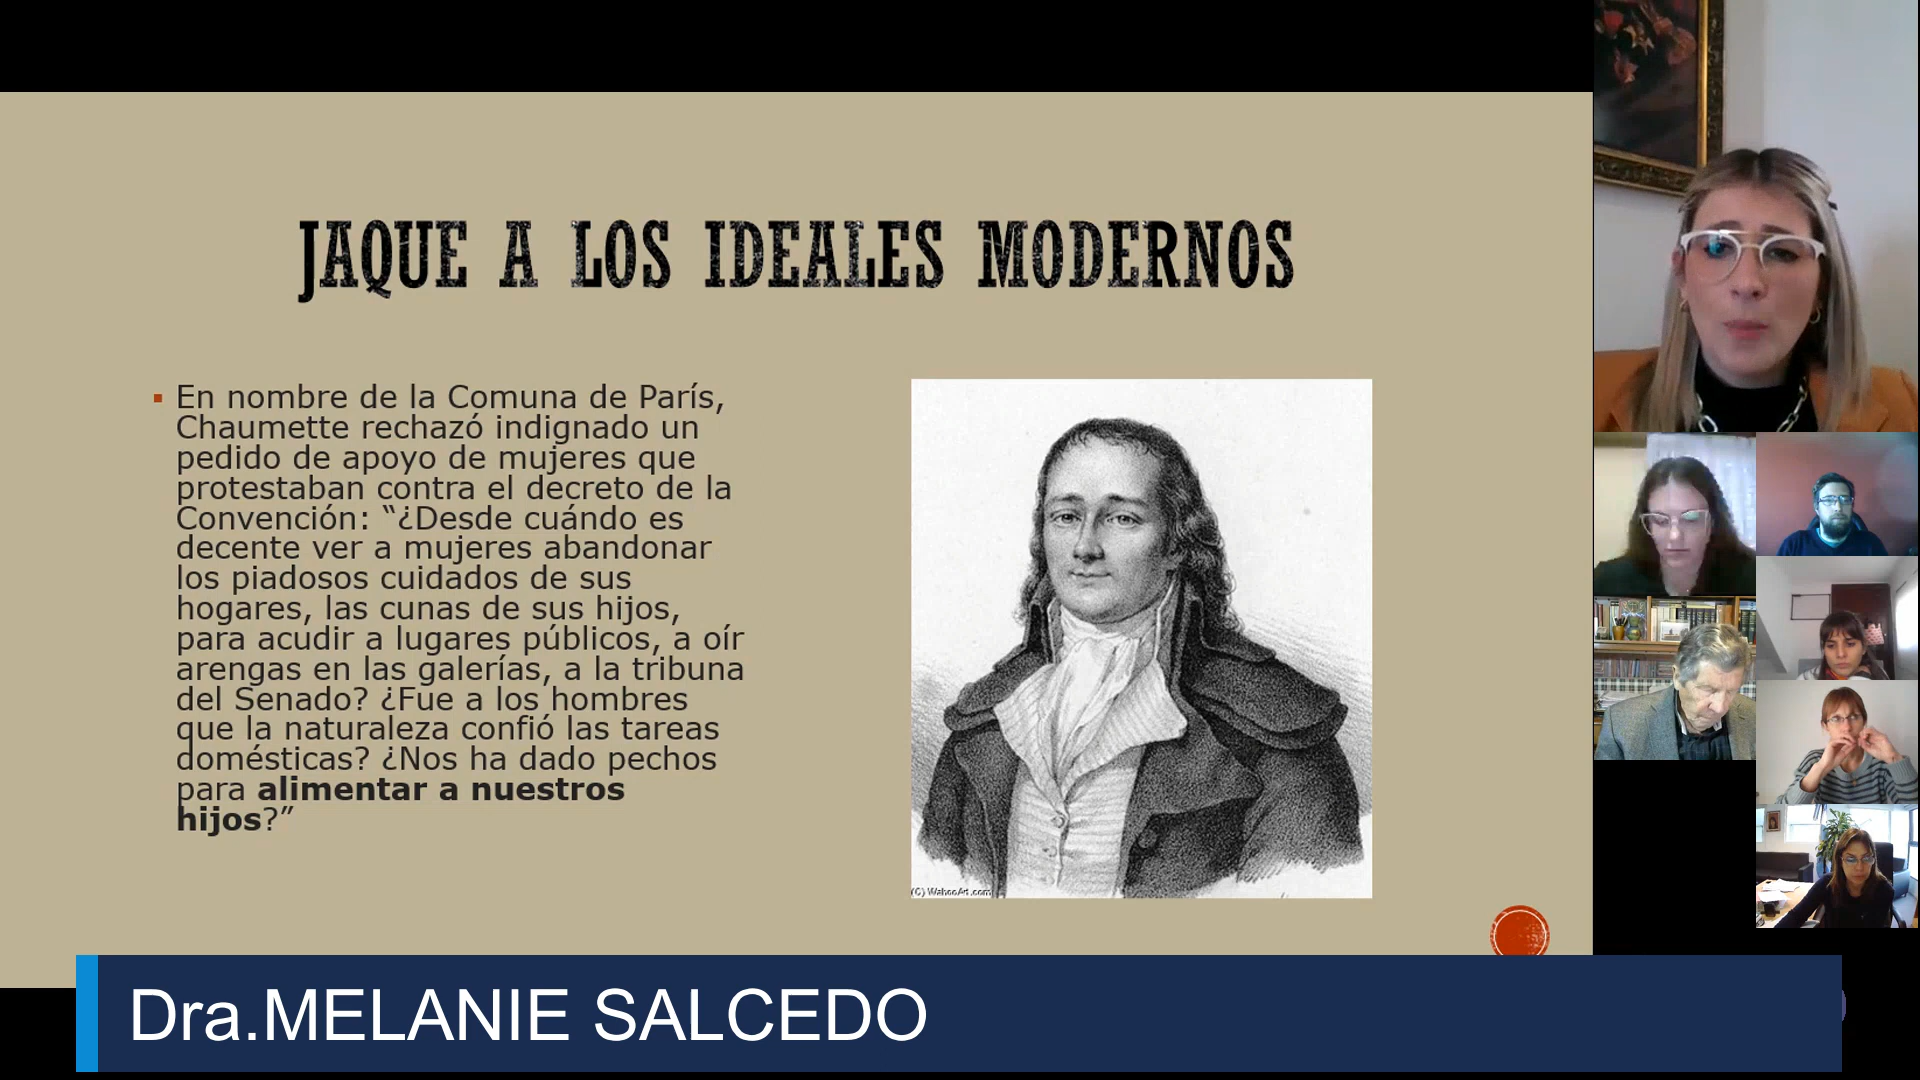 JAQUE A LOS IDEALES MODERNOS
En nombre de la Comuna de París,
Chaumette rechazó indignado un
pedido de apoyo de mujeres que
protestaban contra el decreto de la
Convención: “¿Desde cuándo es
decente ver a mujeres abandonar
los piadosos cuidados de sus
hogares, las cunas de sus hijos,
para acudir a lugares públicos, a oír
arengas en las galerías, a la tribuna
del Senado? ¿Fue a los hombres
que la naturaleza confió las tareas
domésticas? ¿Nos ha dado pechos
para alimentar a nuestros
hijos?”
(C) WahooArt.com
Dra.MELANIE SALCEDO